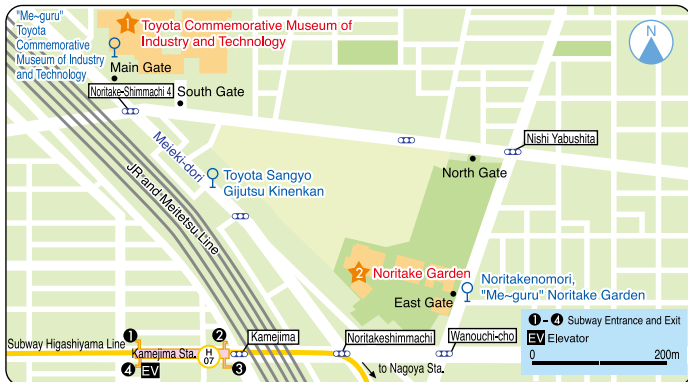 "Me~guru"
Toyota
Commemorative
Museum of Industry
and Technology
1
Toyota Commemorative Museum of
Industry and Technology
N
Main Gate
Noritake-Shimmachi 4
South Gate
Meieki-dori
Nishi Yabushita
North Gate
JR and Meitetsu Line
Toyota Sangyo
Gijutsu Kinenkan
2
Noritake Garden
Noritakenomori,
"Me~guru" Noritake Garden
East Gate
1 - 4 Subway Entrance and Exit
EV Elevator
0 200m
Subway Higashiyama Line
1
2
Kamejima Sta.
H
07
4
EV
3
Kamejima
Noritakeshimmachi
Wanouchi-cho
to Nagoya Sta.